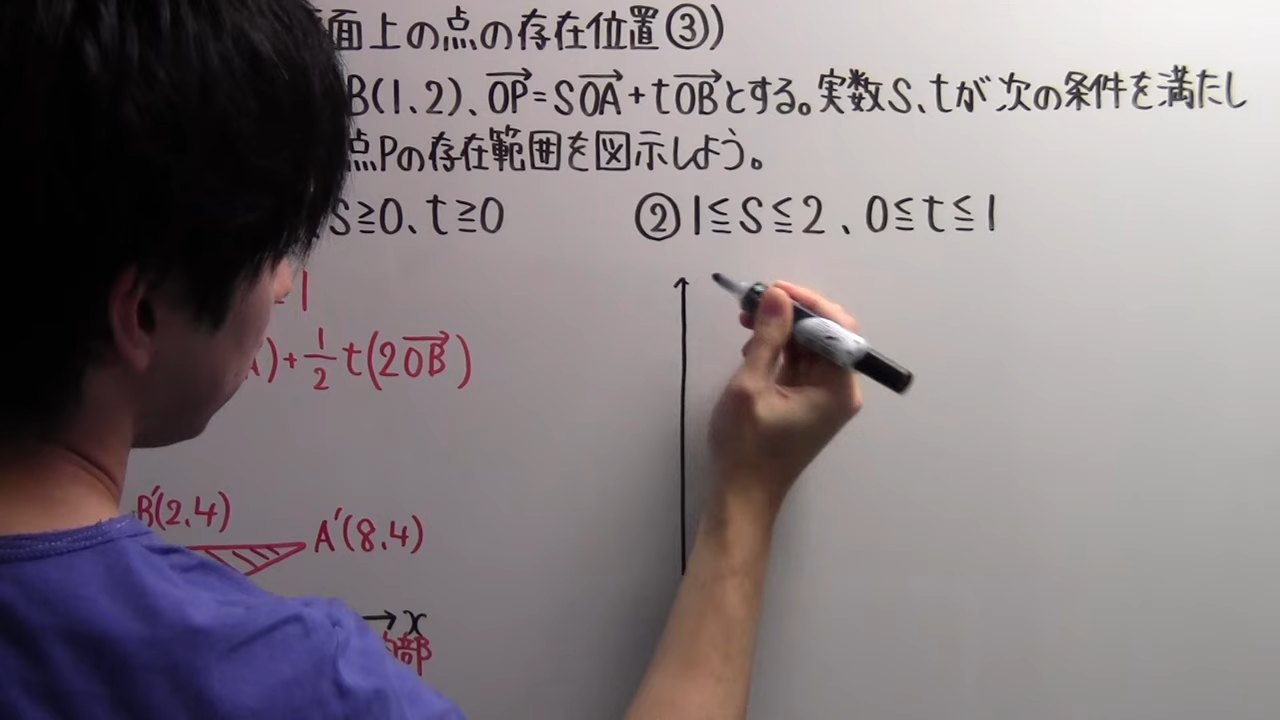 面上の点の存在位置③)
B(1,2)、OP=SOA+tOBとする。実数S、tが次の条件を満たし
点Pの存在範囲を図示しよう。
S≧0、t≧0
②1≦S≦2、0≦t≦1
1
)+1/2t(2OB)
B'(2,4)
A'(8,4)
x
部